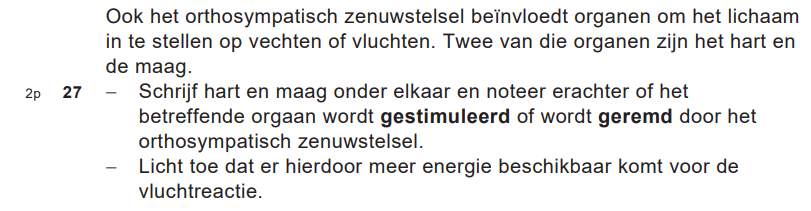 Ook het orthosympatisch zenuwstelsel beïnvloedt organen om het lichaam
in te stellen op vechten of vluchten. Twee van die organen zijn het hart en
de maag.
2p 27 – Schrijf hart en maag onder elkaar en noteer erachter of het
betreffende orgaan wordt gestimuleerd of wordt geremd door het
orthosympatisch zenuwstelsel.
– Licht toe dat er hierdoor meer energie beschikbaar komt voor de
vluchtreactie.